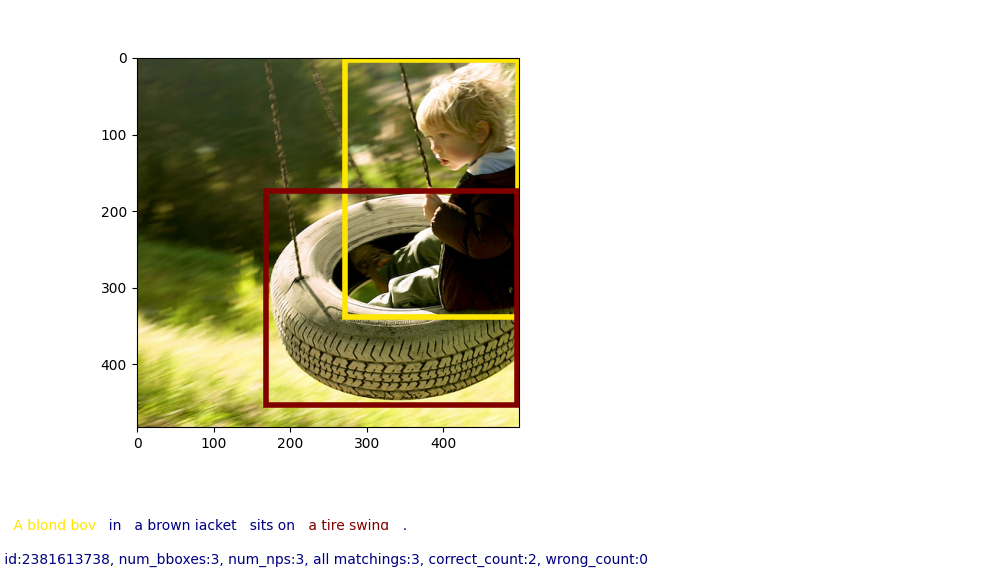 0
100
200
300
400
0 100 200 300 400
A blond boy in a brown jacket sits on a tire swing .
id:2381613738, num_bboxes:3, num_nps:3, all matchings:3, correct_count:2, wrong_count:0